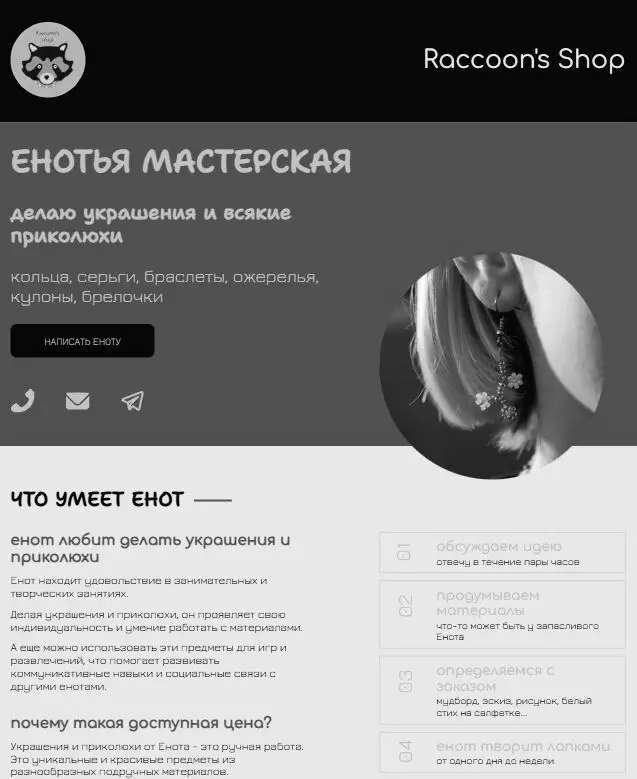 Raccoon's
shop
Raccoon's Shop
ЕНОТЬЯ МАСТЕРСКАЯ
делаю украшения и всякие
приколюхи
кольца, серьги, браслеты, ожерелья,
кулоны, брелочки
НАПИСАТЬ ЕНОТУ
ЧТО УМЕЕТ ЕНОТ
енот любит делать украшения и
приколюхи
Енот находит удовольствие в занимательных и
творческих занятиях.
Делая украшения и приколюхи, он проявляет свою
индивидуальность и умение работать с материалами.
А еще можно использовать эти предметы для игр и
развлечений, что помогает развивать
коммуникативные навыки и социальные связи с
другими енотами.
почему такая доступная цена?
Украшения и приколюхи от Енота - это ручная работа.
Это уникальные и красивые предметы из
разнообразных подручных материалов.
01
обсуждаем идею
отвечу в течение пары часов
02
продумываем
материалы
что-то может быть у запасливого
Енота
03
определяемся с
заказом
мудборд, эскиз, рисунок, белый
стих на салфетке...
04
енот творит лапками
от одного дня до недели